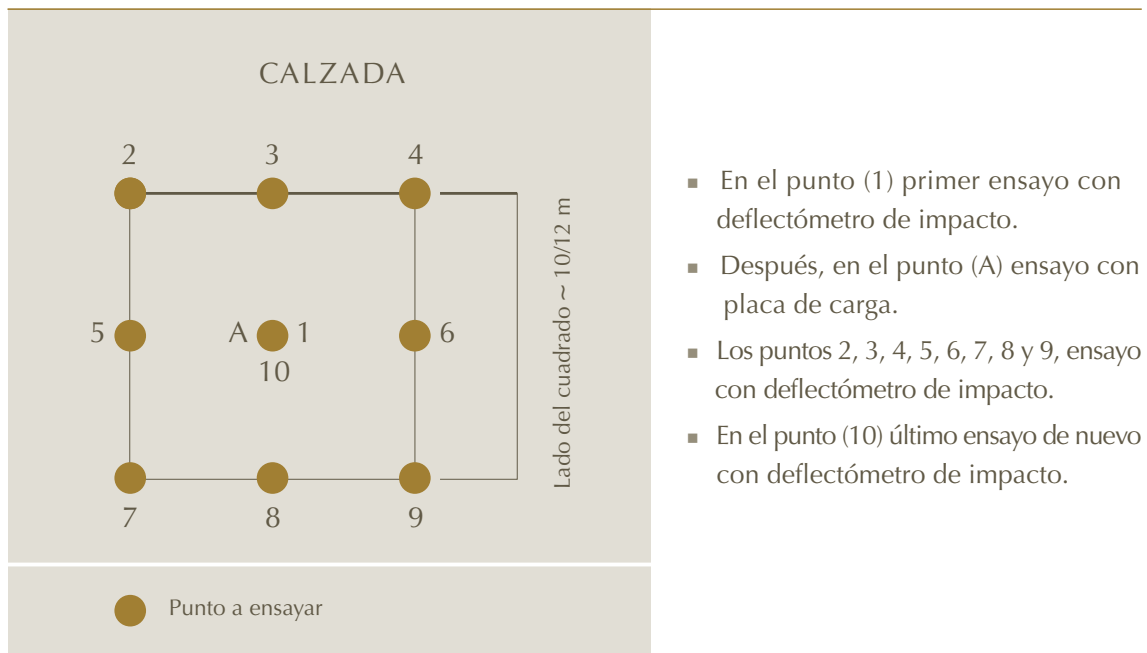 CALZADA
2 3 4
5 A 1 6
10
7 8 9
Lado del cuadrado ~ 10/12 m
Punto a ensayar
■ En el punto (1) primer ensayo con
deflectómetro de impacto.
■ Después, en el punto (A) ensayo con
placa de carga.
■ Los puntos 2, 3, 4, 5, 6, 7, 8 y 9, ensayo
con deflectómetro de impacto.
■ En el punto (10) último ensayo de nuevo
con deflectómetro de impacto.